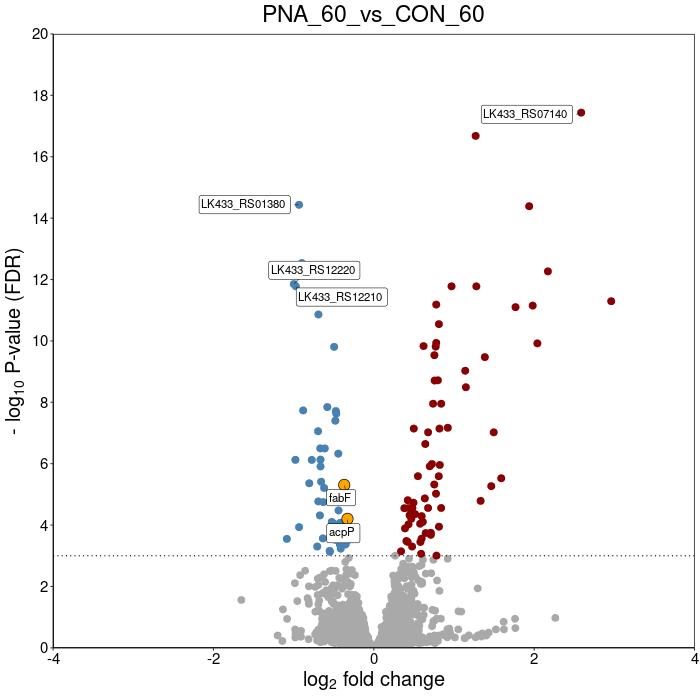 PNA_60_vs_CON_60
20
18
16
14
12
10
8
6
4
2
0
- log10 P-value (FDR)
LK433_RS07140
LK433_RS01380
LK433_RS12220
LK433_RS12210
fabF
acpP
-4
-2
0
2
4
log2 fold change